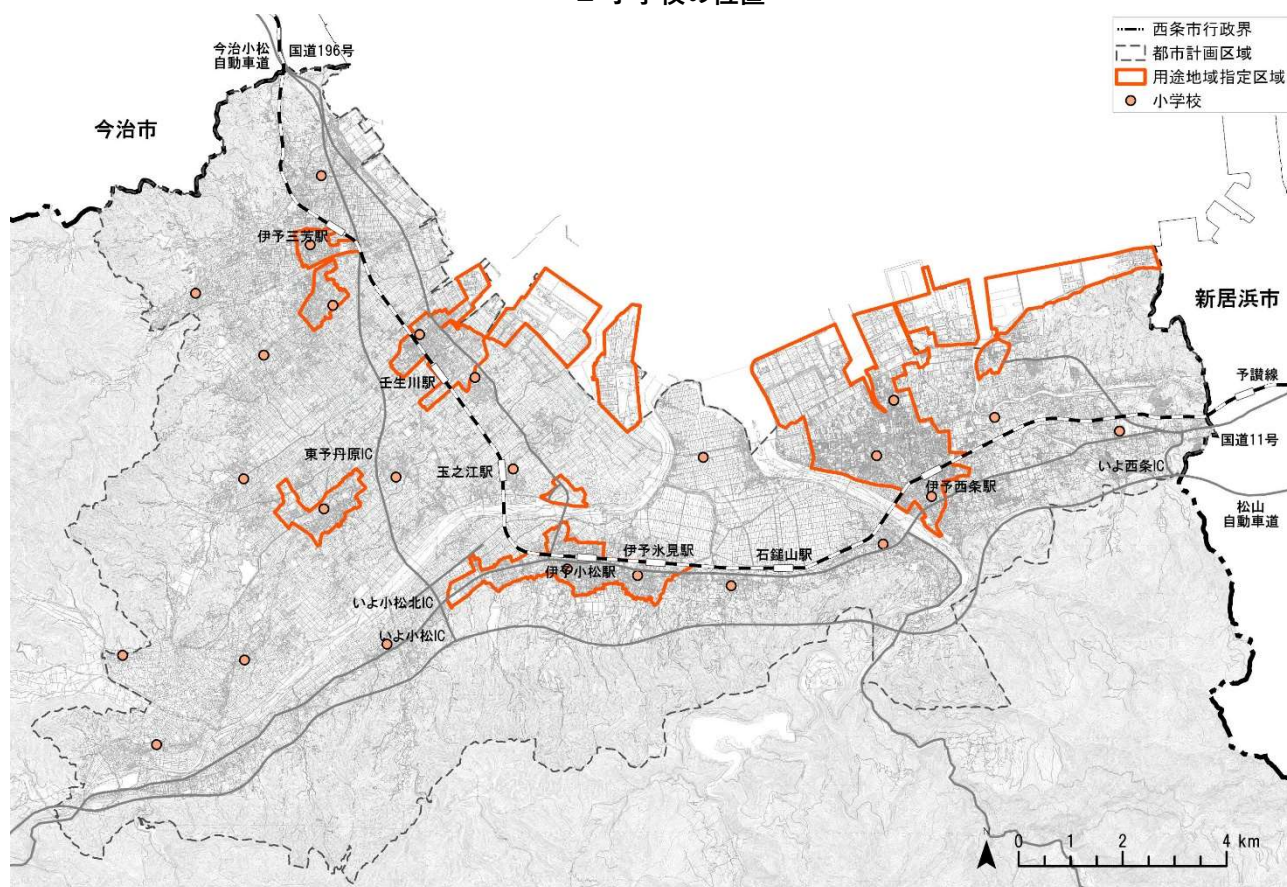 今治小松
自動車道
国道196号
西条市行政界
都市計画区域
用途地域指定区域
小学校
今治市
伊予三芳駅
新居浜市
壬生川駅
予讃線
国道11号
東予丹原IC
玉之江駅
いよ西条IC
伊予西条駅
松山
自動車道
伊予氷見駅
石鎚山駅
伊予小松駅
いよ小松北IC
いよ小松IC
0 1 2 4 km